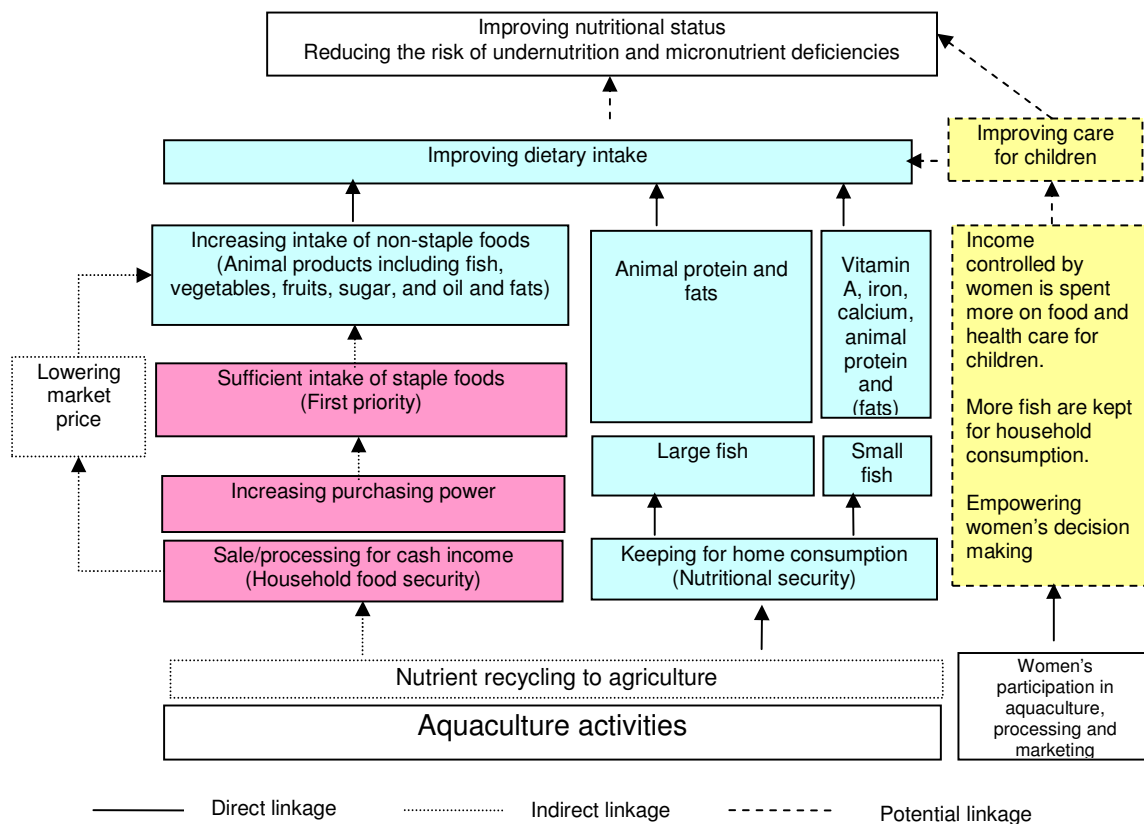 Improving nutritional status
Reducing the risk of undernutrition and micronutrient deficiencies
Improving care
for children
Improving dietary intake
Increasing intake of non-staple foods
(Animal products including fish,
vegetables, fruits, sugar, and oil and fats)
Animal protein and
fats
Vitamin
A, iron,
calcium,
animal
protein
and
(fats)
Income
controlled by
women is spent
more on food and
health care for
children.
More fish are kept
for household
consumption.
Empowering
women's decision
making
Lowering
market
price
Sufficient intake of staple foods
(First priority)
Large fish
Small
fish
Increasing purchasing power
Sale/processing for cash income
(Household food security)
Keeping for home consumption
(Nutritional security)
Nutrient recycling to agriculture
Aquaculture activities
Women's
participation in
aquaculture,
processing and
marketing
Direct linkage
Indirect linkage
Potential linkage